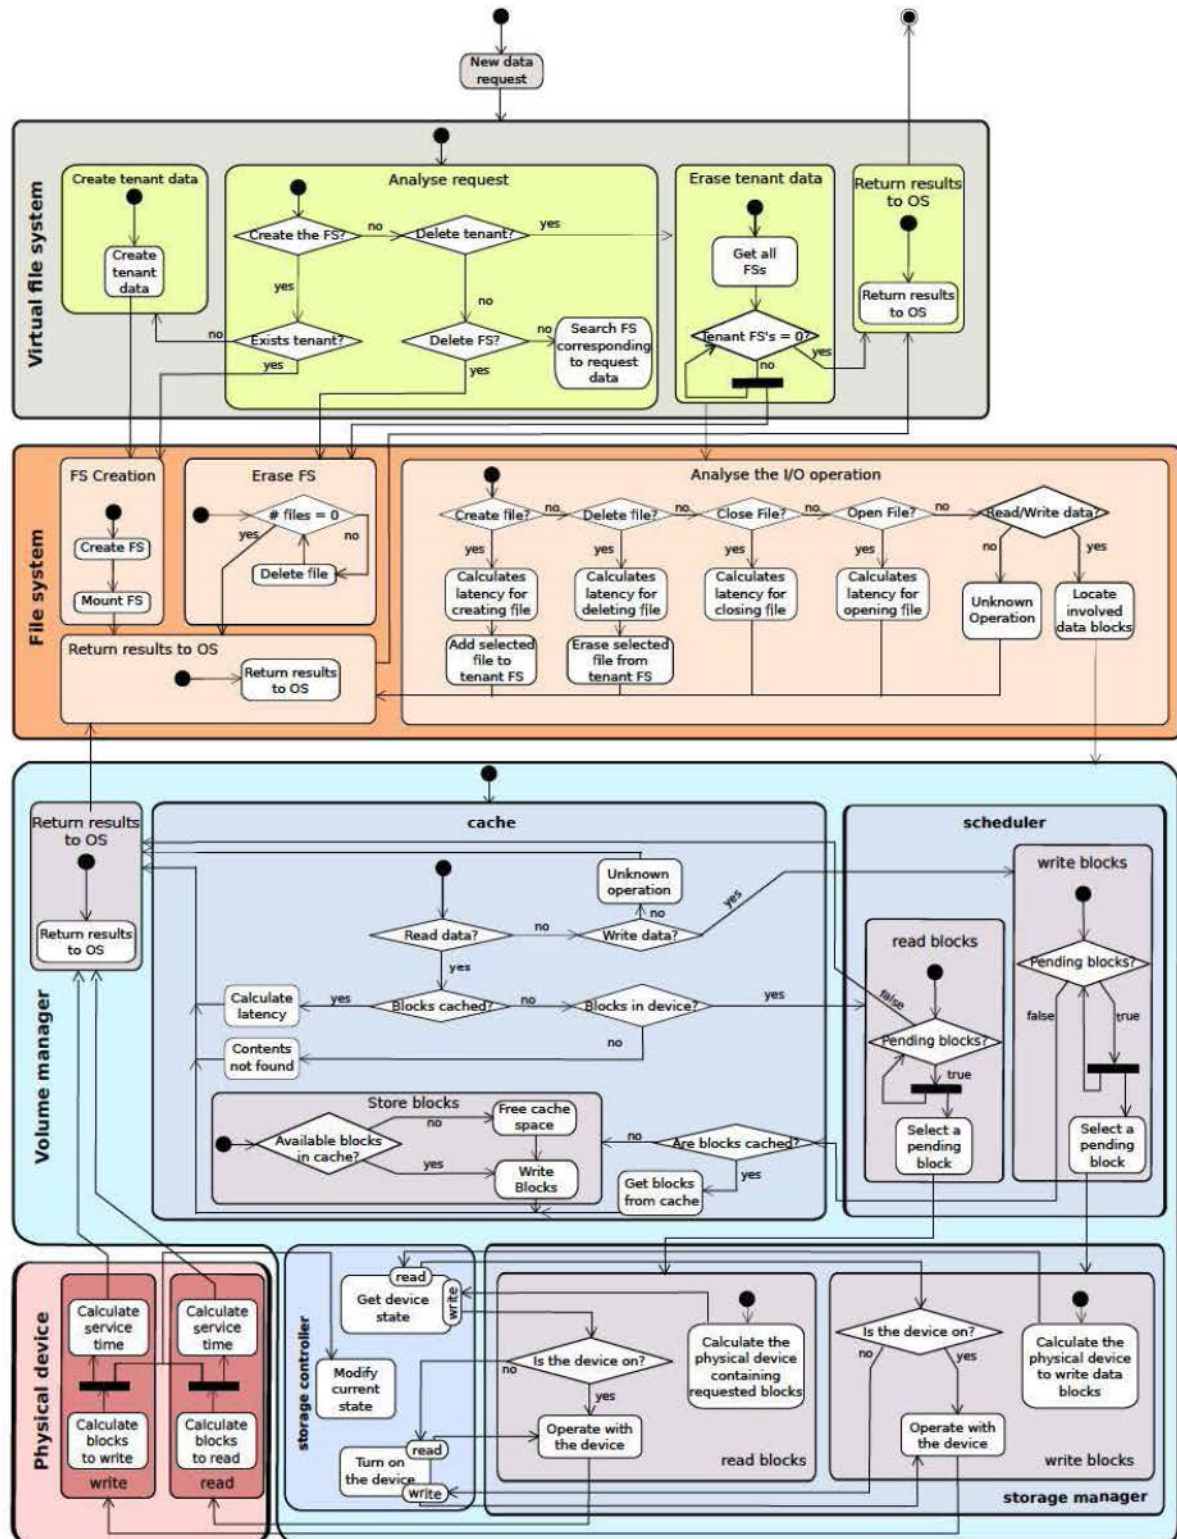 New data
request
Virtual file system
Create tenant data
Create
tenant
data
Analyse request
Create the FS?
no
Delete tenant?
yes
yes
no
no
Exists tenant?
yes
Delete FS?
no
yes
Search FS
corresponding
to request
data
Erase tenant data
Get all
FSs
Tenant FS's = 0?
yes
no
Return results
to OS
Return results
to OS
File system
FS Creation
Create FS
Mount FS
Erase FS
# files = 0
yes
no
Delete file
Return results to OS
Return results
to OS
Analyse the I/O operation
Create file?
no
Delete file?
no
Close File?
no
Open File?
no
Read/Write data?
yes
yes
yes
yes
no
yes
Calculates
latency for
creating file
Calculates
latency for
deleting file
Calculates
latency for
closing file
Calculates
latency for
opening file
Unknown
Operation
Locate
involved
data blocks
Add selected
file to
tenant FS
Erase selected
file from
tenant FS
Volume manager
Return results
to OS
Return results
to OS
cache
Unknown
operation
no
Read data?
no
Write data?
yes
yes
Calculate
latency
yes
Blocks cached?
no
Blocks in device?
yes
no
Contents
not found
Store blocks
Available blocks
in cache?
no
yes
Free cache
space
Write
Blocks
no
Are blocks cached?
yes
Get blocks
from cache
scheduler
read blocks
false
Pending blocks?
true
Select a
pending
block
write blocks
Pending blocks?
false
true
Select a
pending
block
Physical device
Calculate
service
time
Calculate
service
time
Calculate
blocks
to write
Calculate
blocks
to read
write
read
storage controller
read
Get device
state
write
Modify
current
state
read
Turn on
the device
write
Is the device on?
no
yes
Calculate the
physical device
containing
requested blocks
Operate with
the device
read blocks
Is the device on?
no
yes
Calculate the
physical device
to write data
blocks
Operate with
the device
write blocks
storage manager